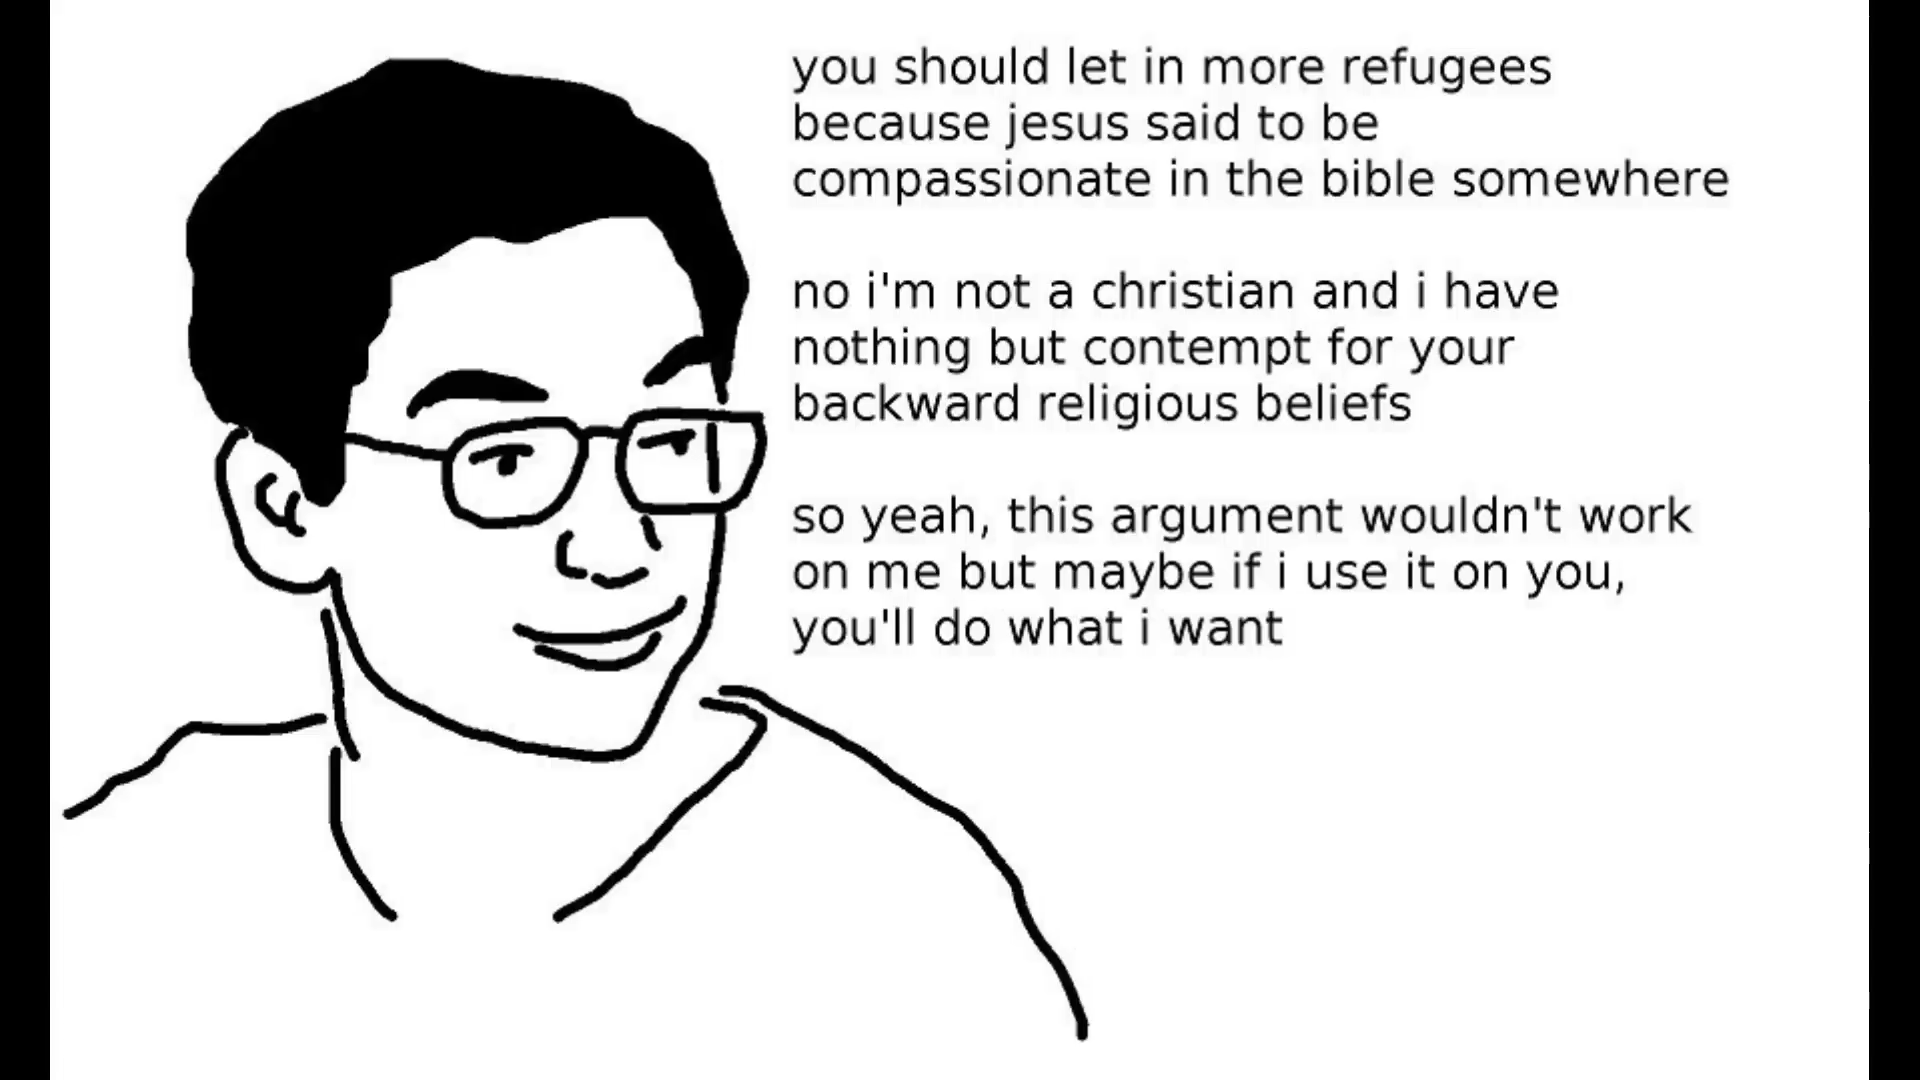 you should let in more refugees
because jesus said to be
compassionate in the bible somewhere
no i'm not a christian and i have
nothing but contempt for your
backward religious beliefs
so yeah, this argument wouldn't work
on me but maybe if i use it on you,
you'll do what i want